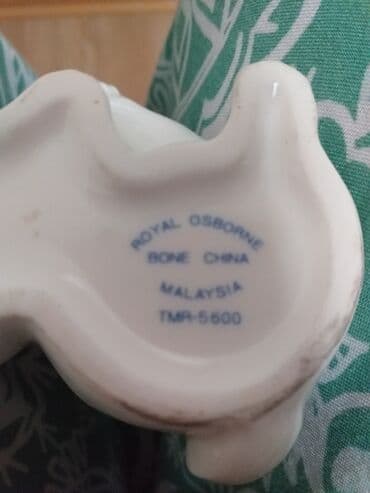 ROYAL OSBORNE
BONE CHINA
MALAYSIA
TMR-5600